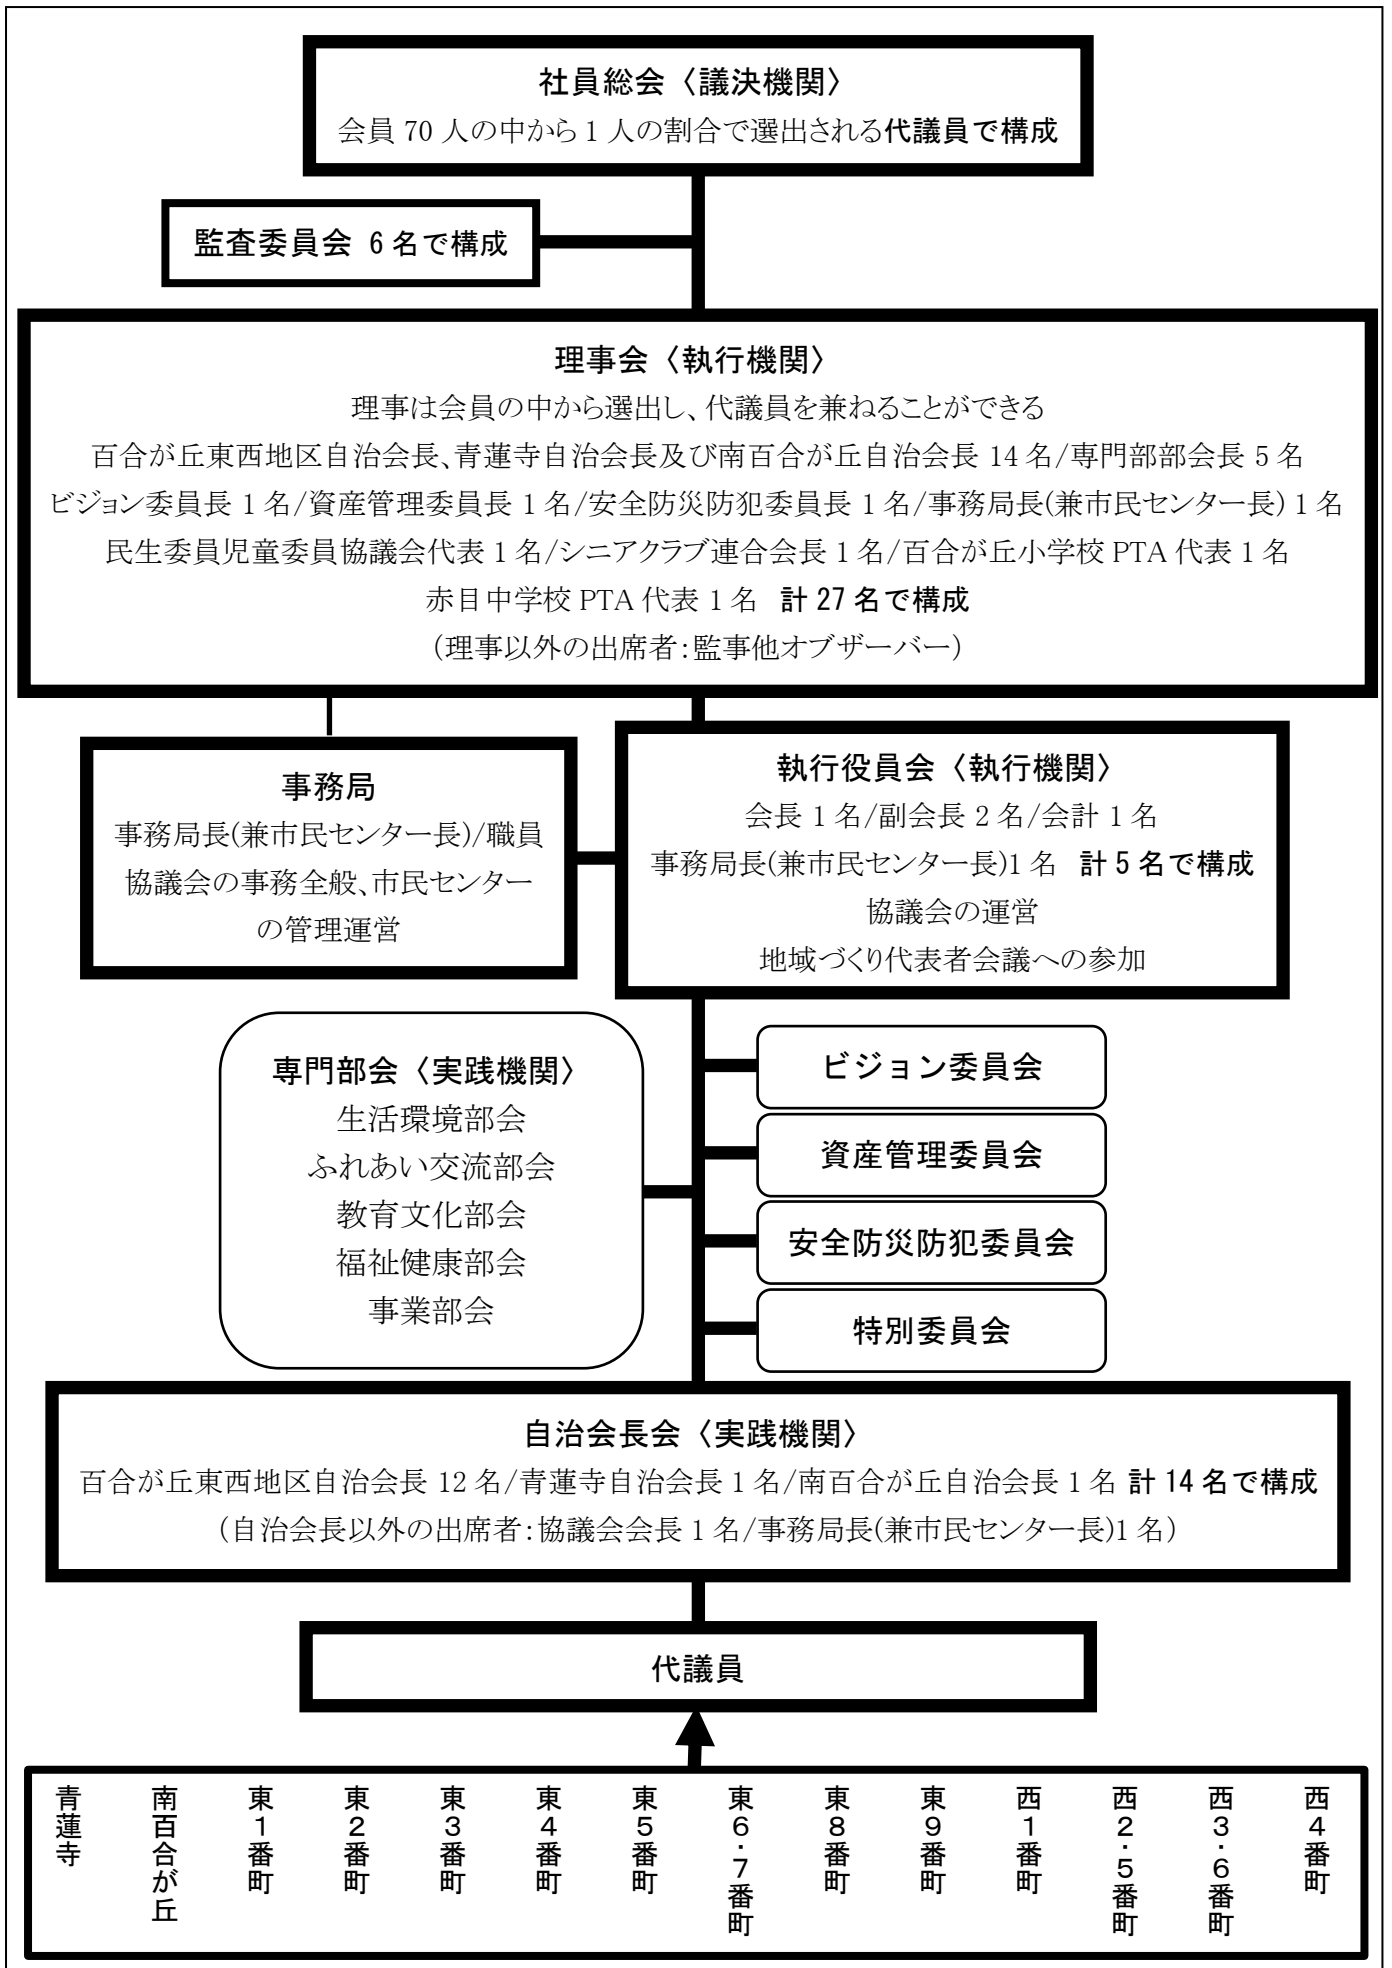 社員総会〈議決機関〉
会員 70 人の中から 1 人の割合で選出される代議員で構成
監査委員会 6 名で構成
理事会〈執行機関〉
理事は会員の中から選出し、代議員を兼ねることができる
百合が丘東西地区自治会長、青蓮寺自治会長及び南百合が丘自治会長 14 名/専門部部会長 5 名
ビジョン委員長 1 名/資産管理委員長 1 名/安全防災防犯委員長 1 名/事務局長(兼市民センター長) 1 名
民生委員児童委員協議会代表 1 名/シニアクラブ連合会長 1 名/百合が丘小学校 PTA 代表 1 名
赤目中学校 PTA 代表 1 名 計 27 名で構成
（理事以外の出席者：監事他オブザーバー）
事務局
事務局長(兼市民センター長)/職員
協議会の事務全般、市民センター
の管理運営
執行役員会〈執行機関〉
会長 1 名/副会長 2 名/会計 1 名
事務局長(兼市民センター長)1 名 計 5 名で構成
協議会の運営
地域づくり代表者会議への参加
専門部会〈実践機関〉
生活環境部会
ふれあい交流部会
教育文化部会
福祉健康部会
事業部会
ビジョン委員会
資産管理委員会
安全防災防犯委員会
特別委員会
自治会長会〈実践機関〉
百合が丘東西地区自治会長 12 名/青蓮寺自治会長 1 名/南百合が丘自治会長 1 名 計 14 名で構成
（自治会長以外の出席者：協議会会長 1 名/事務局長(兼市民センター長)1 名）
代議員
青蓮寺
南百合が丘
東1番町
東2番町
東3番町
東4番町
東5番町
東6・7番町
東8番町
東9番町
西1番町
西2・5番町
西3・6番町
西4番町